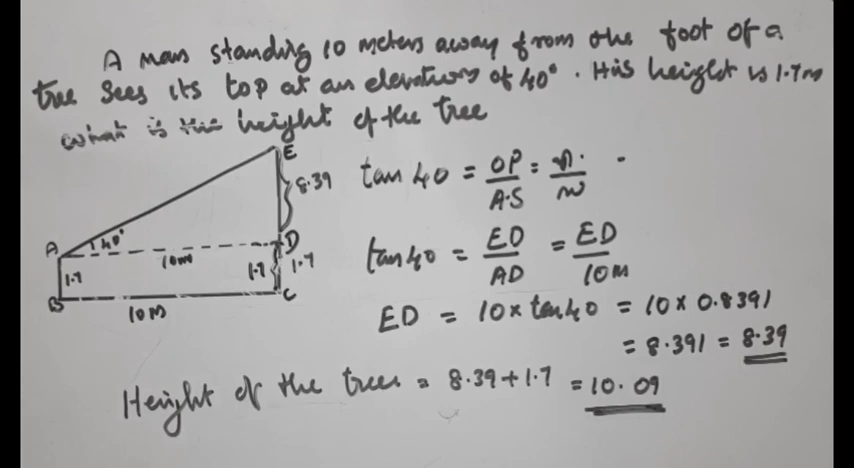 A man standing 10 meters away from the foot of a
tree sees its top at an elevation of 40°. His height is 1.7m
what is the height of the tree
E
8.39
A
40°
10m
D
1.7
1.7
1.7
B
10M
C
tan 40 = OP/A.S =
tan 40 = ED/AD = ED/10M
ED = 10 x tan 40 = 10 x 0.8391
= 8.391 = 8.39
Height of the trees = 8.39 + 1.7 = 10.09